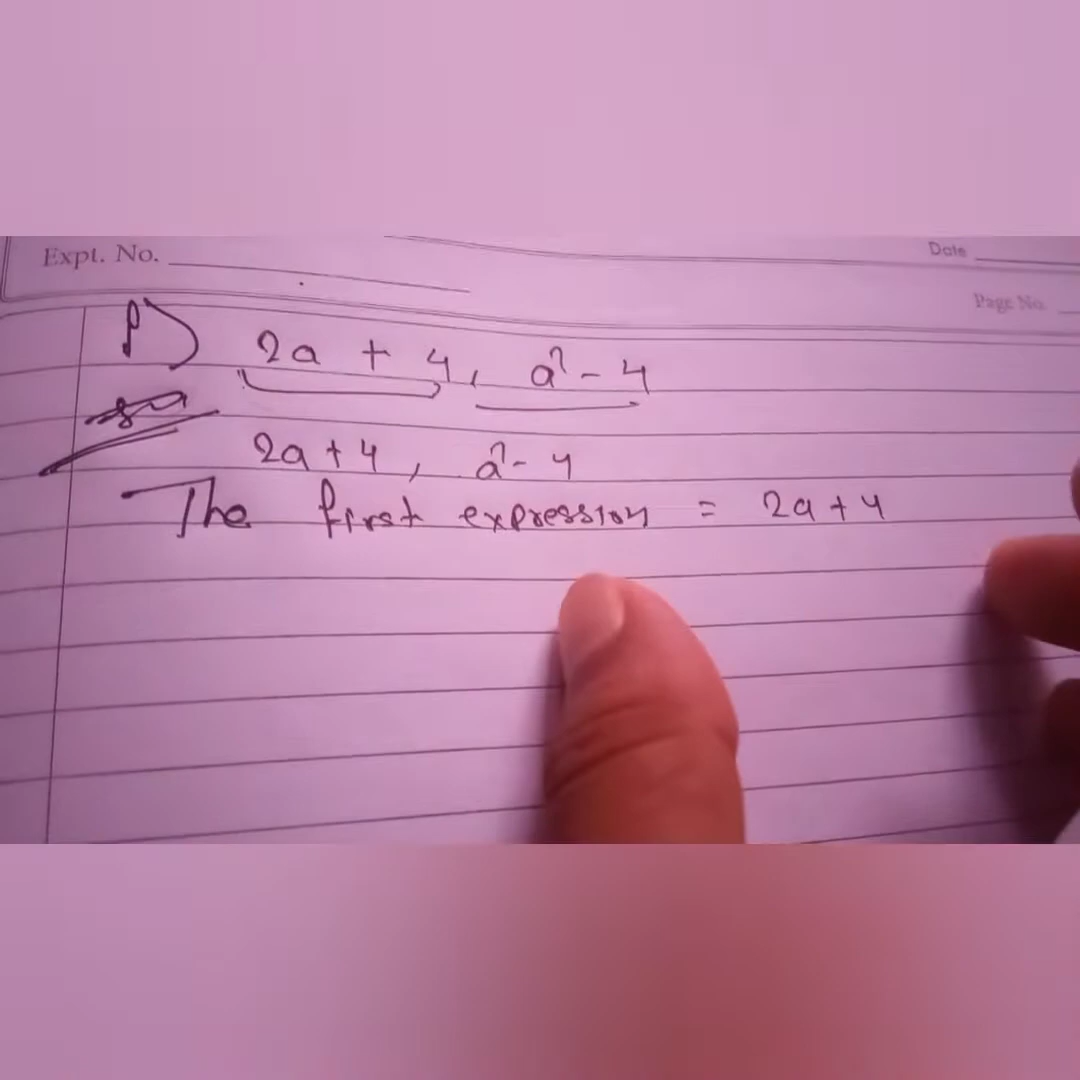 Expt. No.
Date
Page No.
1) 2a + 4, a² - 4
2a + 4, a² - 4
The first expression = 2a + 4